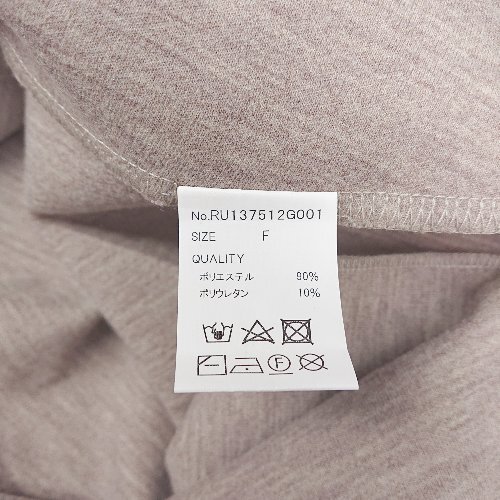 No.RU137512G001
SIZE F
QUALITY
ポリエステル 90%
ポリウレタン 10%
F